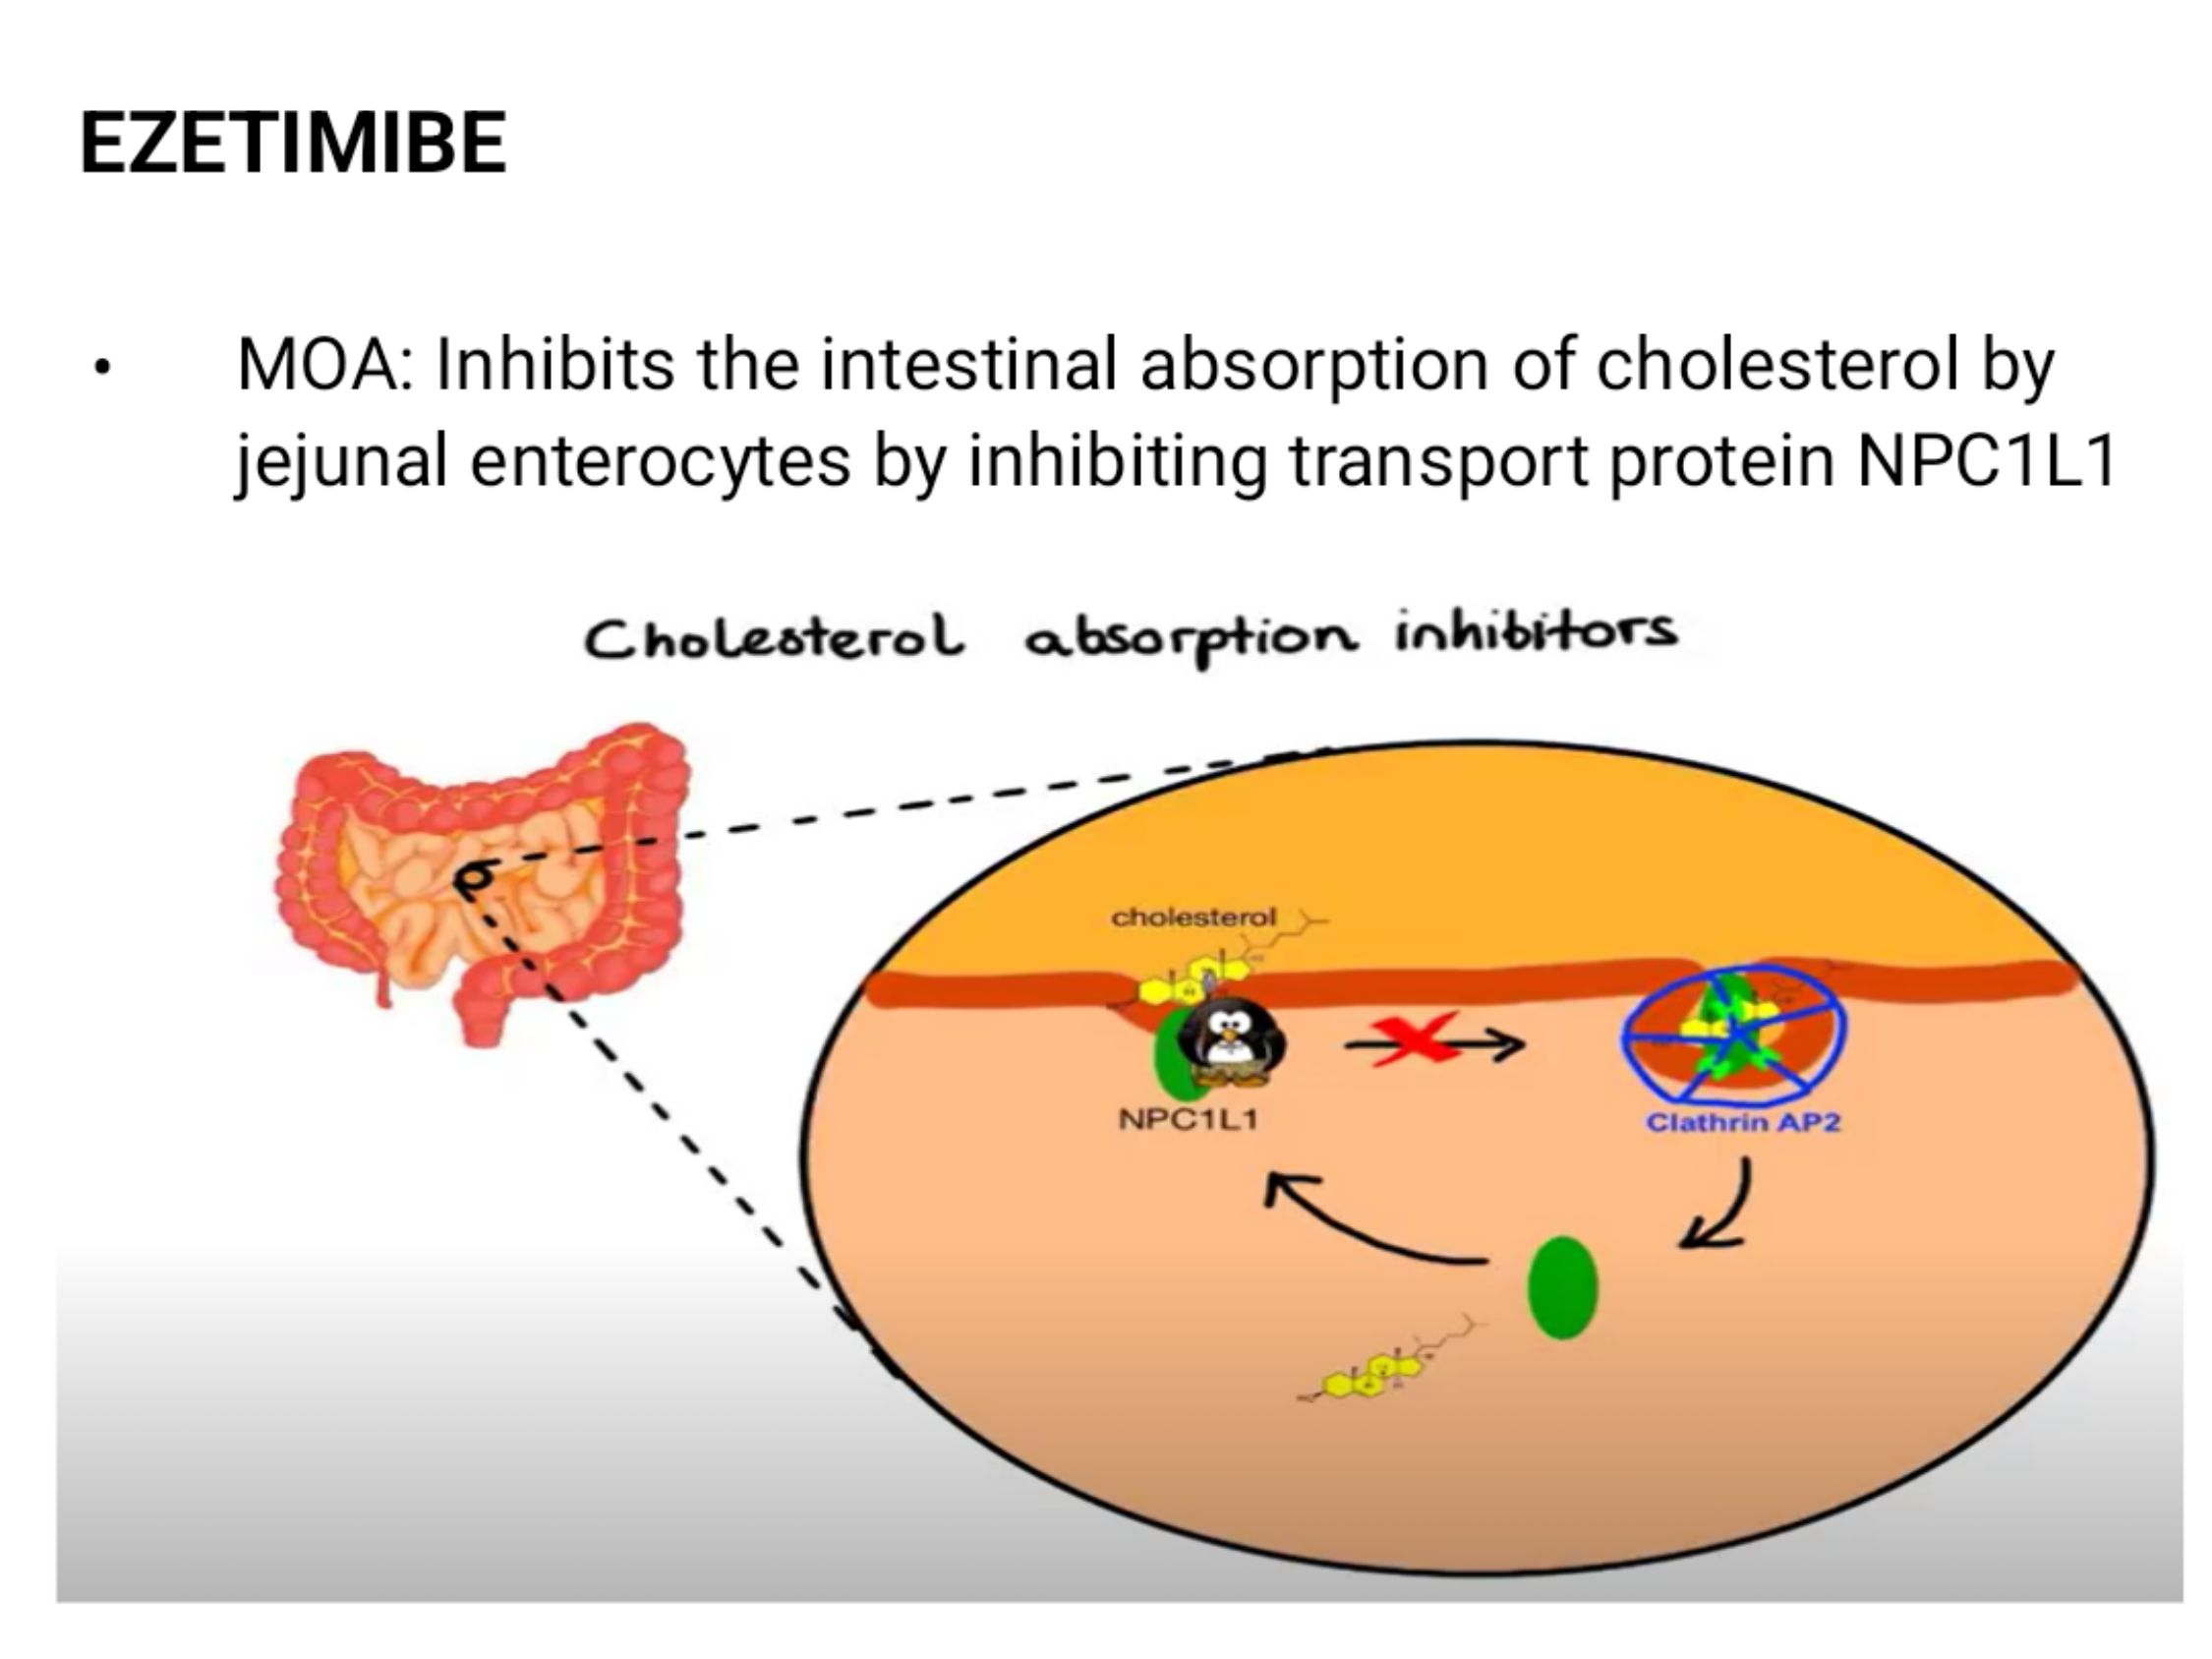 EZETIMIBE
• MOA: Inhibits the intestinal absorption of cholesterol by
jejunal enterocytes by inhibiting transport protein NPC1L1
Cholesterol absorption inhibitors
cholesterol
NPC1L1
Clathrin AP2